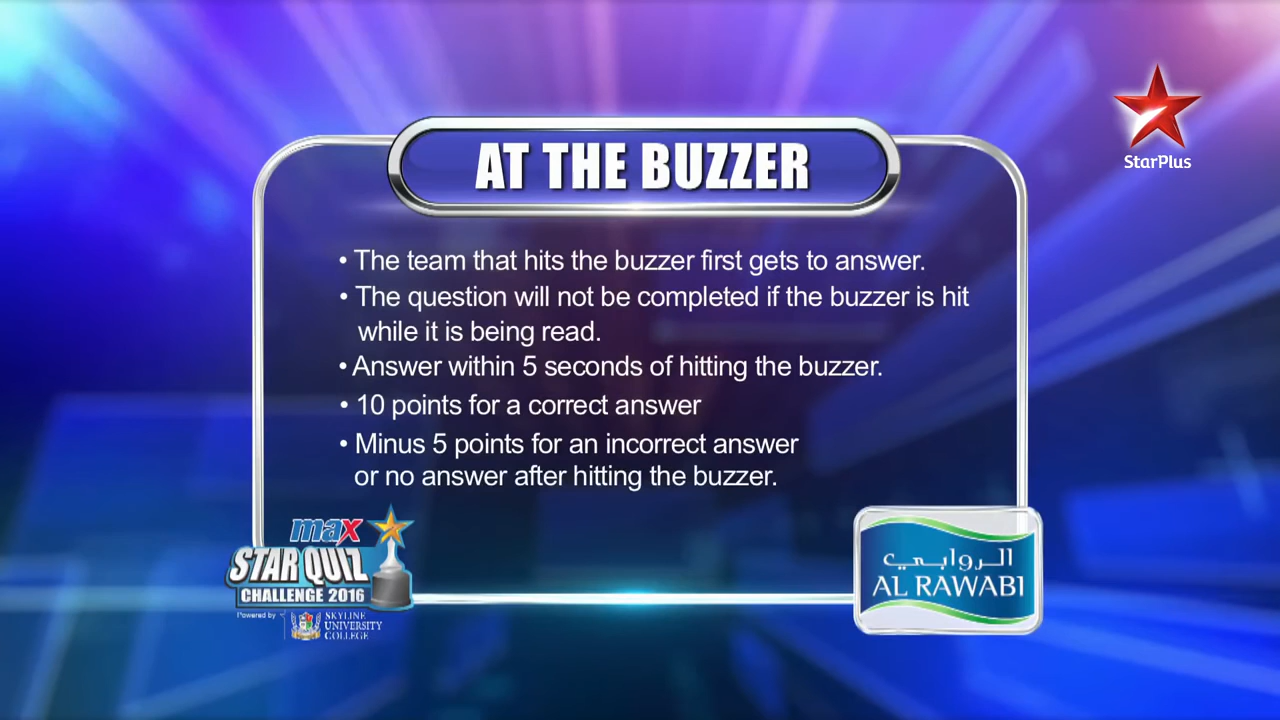 StarPlus
AT THE BUZZER
• The team that hits the buzzer first gets to answer.
• The question will not be completed if the buzzer is hit
while it is being read.
• Answer within 5 seconds of hitting the buzzer.
• 10 points for a correct answer
• Minus 5 points for an incorrect answer
or no answer after hitting the buzzer.
max
STAR QUIZ
CHALLENGE 2016
Powered by
SKYLINE
UNIVERSITY
COLLEGE
الروابي
AL RAWABI